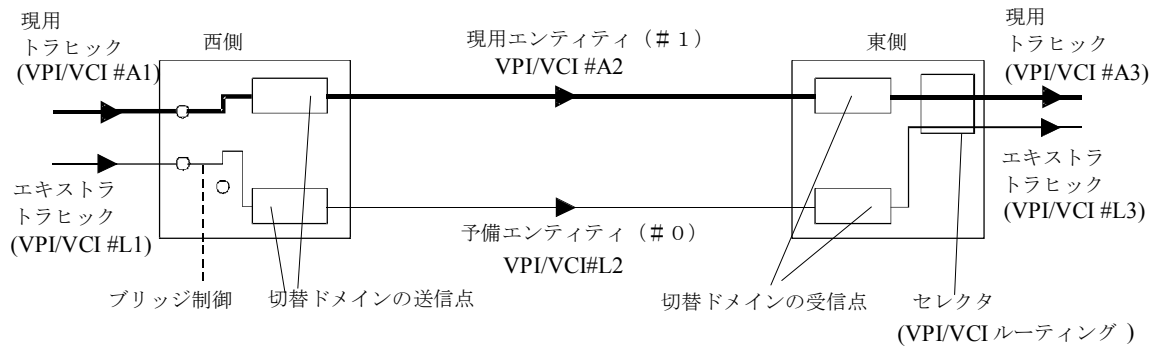 現用
トラヒック
(VPI/VCI #A1)
西側
現用エンティティ（＃１）
VPI/VCI #A2
東側
現用
トラヒック
(VPI/VCI #A3)
エキストラ
トラヒック
(VPI/VCI #L1)
予備エンティティ（＃０）
VPI/VCI#L2
エキストラ
トラヒック
(VPI/VCI #L3)
ブリッジ制御
切替ドメインの送信点
切替ドメインの受信点
セレクタ
(VPI/VCI ルーティング )